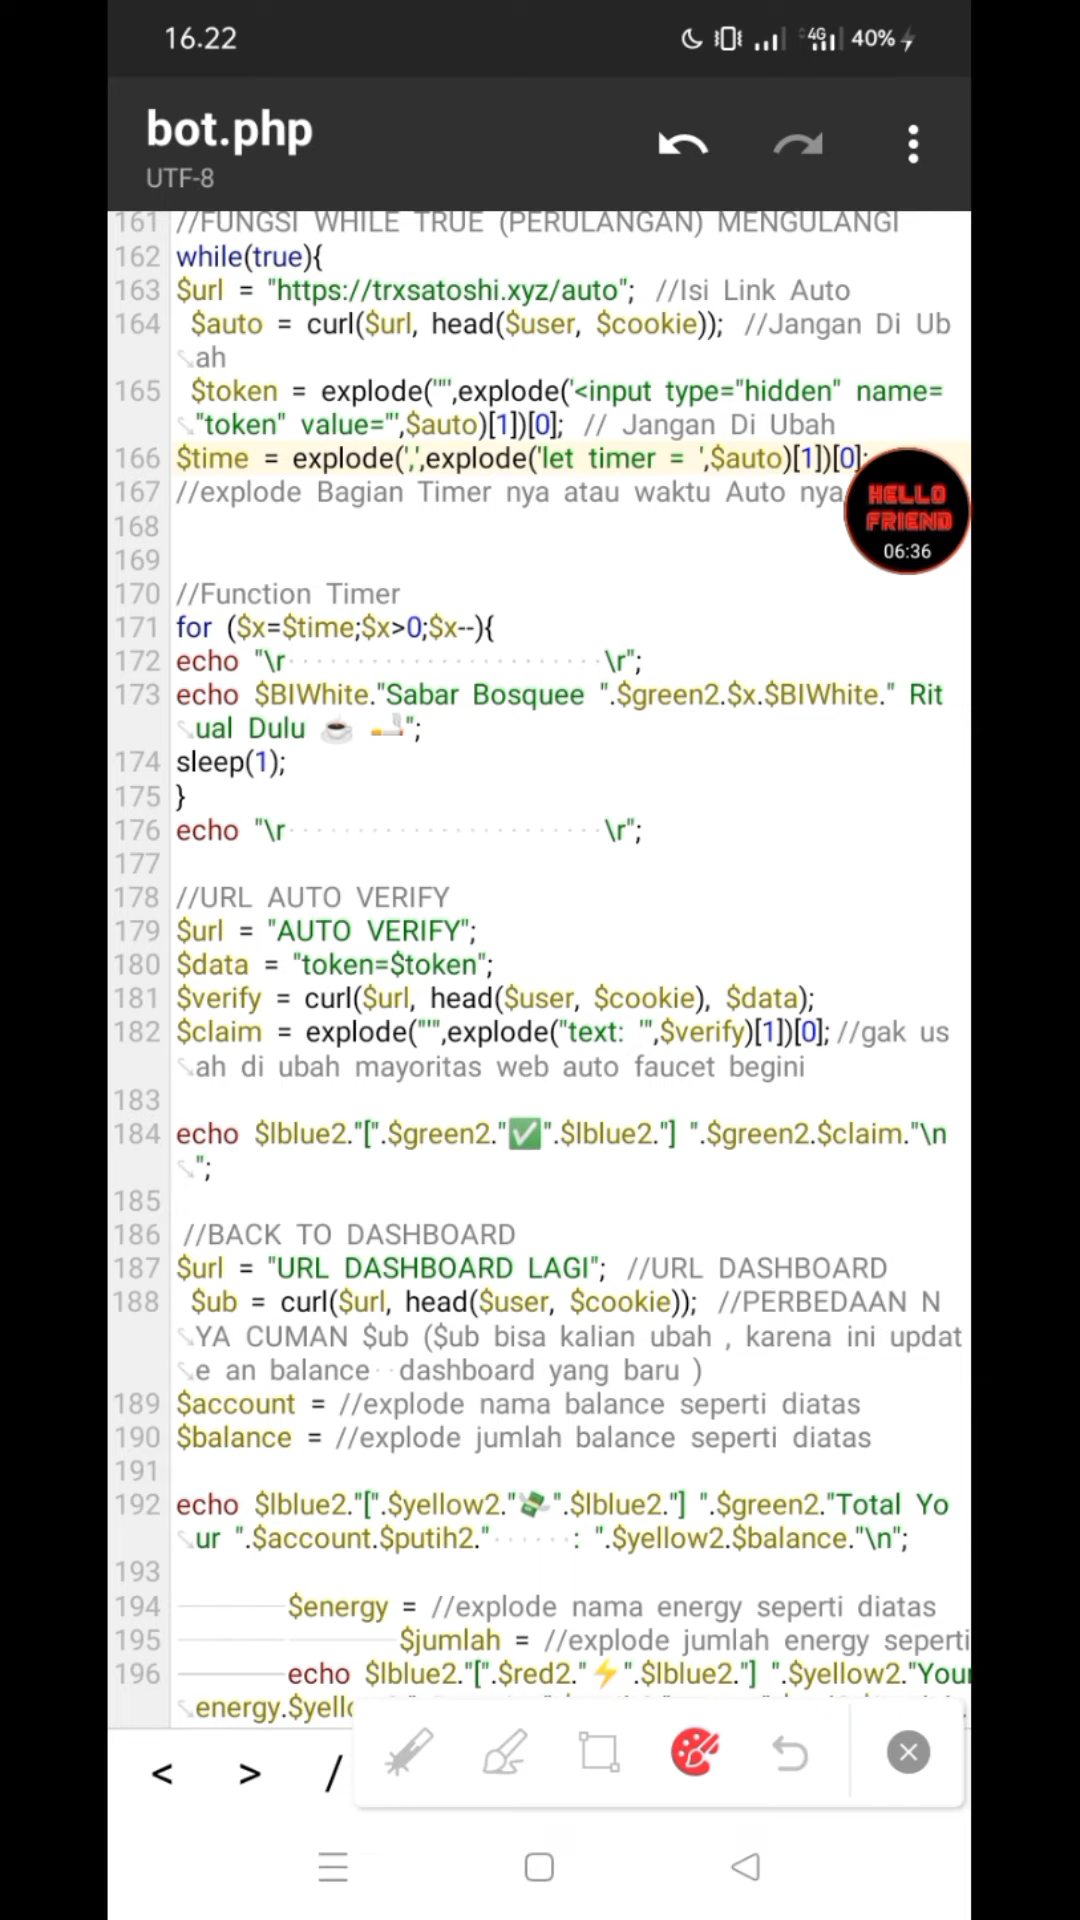 16.22
4G 40%
bot.php
UTF-8
161 //FUNGSI WHILE TRUE (PERULANGAN) MENGULANGI
162 while(true){
163 $url = "https://trxsatoshi.xyz/auto"; //Isi Link Auto
164 $auto = curl($url, head($user, $cookie)); //Jangan Di Ub
ah
165 $token = explode('"',explode('<input type="hidden" name=
"token" value="',$auto)[1])[0]; // Jangan Di Ubah
166 $time = explode(',',explode('let timer = ',$auto)[1])[0];
167 //explode Bagian Timer nya atau waktu Auto nya
HELLO
FRIEND
06:36
168
169
170 //Function Timer
171 for ($x=$time;$x>0;$x--){
172 echo "\r                      \r";
173 echo $BIWhite."Sabar Bosquee ".$green2.$x.$BIWhite." Rit
ual Dulu ☕ 🚬";
174 sleep(1);
175 }
176 echo "\r                      \r";
177
178 //URL AUTO VERIFY
179 $url = "AUTO VERIFY";
180 $data = "token=$token";
181 $verify = curl($url, head($user, $cookie), $data);
182 $claim = explode("'",explode("text: '",$verify)[1])[0]; //gak us
ah di ubah mayoritas web auto faucet begini
183
184 echo $lblue2."[".$green2."✅".$lblue2."] ".$green2.$claim."\n
";
185
186 //BACK TO DASHBOARD
187 $url = "URL DASHBOARD LAGI"; //URL DASHBOARD
188 $ub = curl($url, head($user, $cookie)); //PERBEDAAN N
YA CUMAN $ub ($ub bisa kalian ubah , karena ini updat
e an balance  dashboard yang baru )
189 $account = //explode nama balance seperti diatas
190 $balance = //explode jumlah balance seperti diatas
191
192 echo $lblue2."[".$yellow2."💸".$lblue2."] ".$green2."Total Yo
ur ".$account.$putih2."      : ".$yellow2.$balance."\n";
193
194 $energy = //explode nama energy seperti diatas
195 $jumlah = //explode jumlah energy seperti
196 echo $lblue2."[".$red2."⚡".$lblue2."] ".$yellow2."Your
energy.$yello
< > /